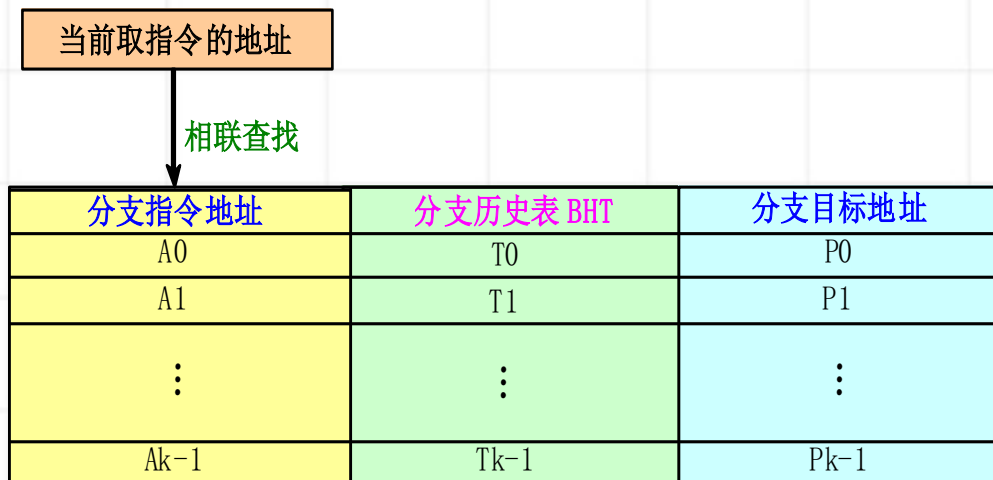 当前取指令的地址
相联查找
分支指令地址 分支历史表 BHT 分支目标地址
A0 T0 P0
A1 T1 P1
⋮ ⋮ ⋮
Ak-1 Tk-1 Pk-1